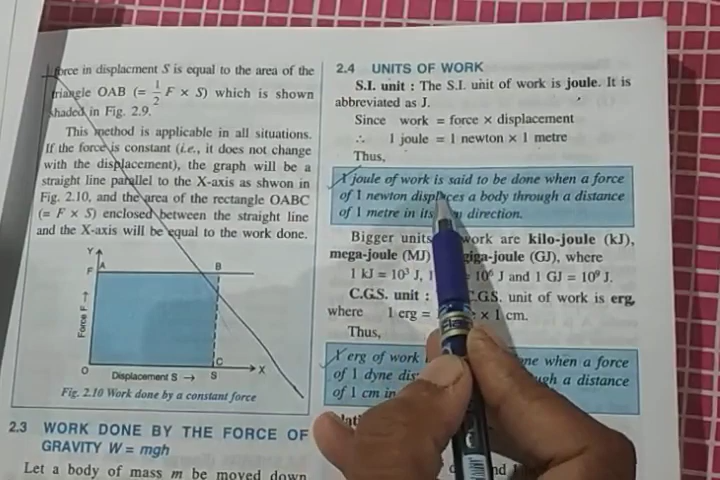 force in displacment S is equal to the area of the
triangle OAB (= 1/2 F × S) which is shown
shaded in Fig. 2.9.
This method is applicable in all situations.
If the force is constant (i.e., it does not change
with the displacement), the graph will be a
straight line parallel to the X-axis as shwon in
Fig. 2.10, and the area of the rectangle OABC
(= F × S) enclosed between the straight line
and the X-axis will be equal to the work done.
Y
F A B
Force F →
O C X
Displacement S → S
Fig. 2.10 Work done by a constant force
2.3 WORK DONE BY THE FORCE OF
GRAVITY W = mgh
Let a body of mass m be moved down
2.4 UNITS OF WORK
S.I. unit : The S.I. unit of work is joule. It is
abbreviated as J.
Since work = force × displacement
∴ 1 joule = 1 newton × 1 metre
Thus,
1 joule of work is said to be done when a force
of 1 newton displaces a body through a distance
of 1 metre in its direction.
Bigger units work are kilo-joule (kJ),
mega-joule (MJ) giga-joule (GJ), where
1 kJ = 10³ J, 10⁶ J and 1 GJ = 10⁹ J.
C.G.S. unit : C.G.S. unit of work is erg,
where 1 erg = × 1 cm.
Thus,
1 erg of work when a force
of 1 dyne a distance
of 1 cm in